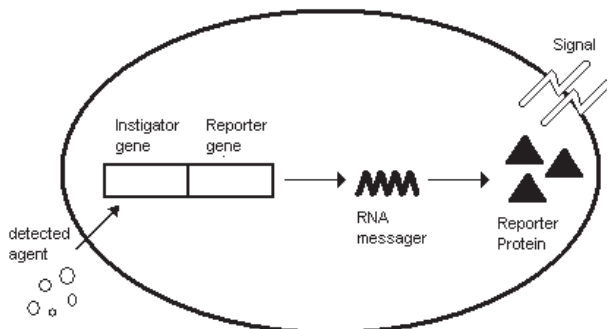 Signal
Instigator
gene
Reporter
gene
detected
agent
RNA
messager
Reporter
Protein